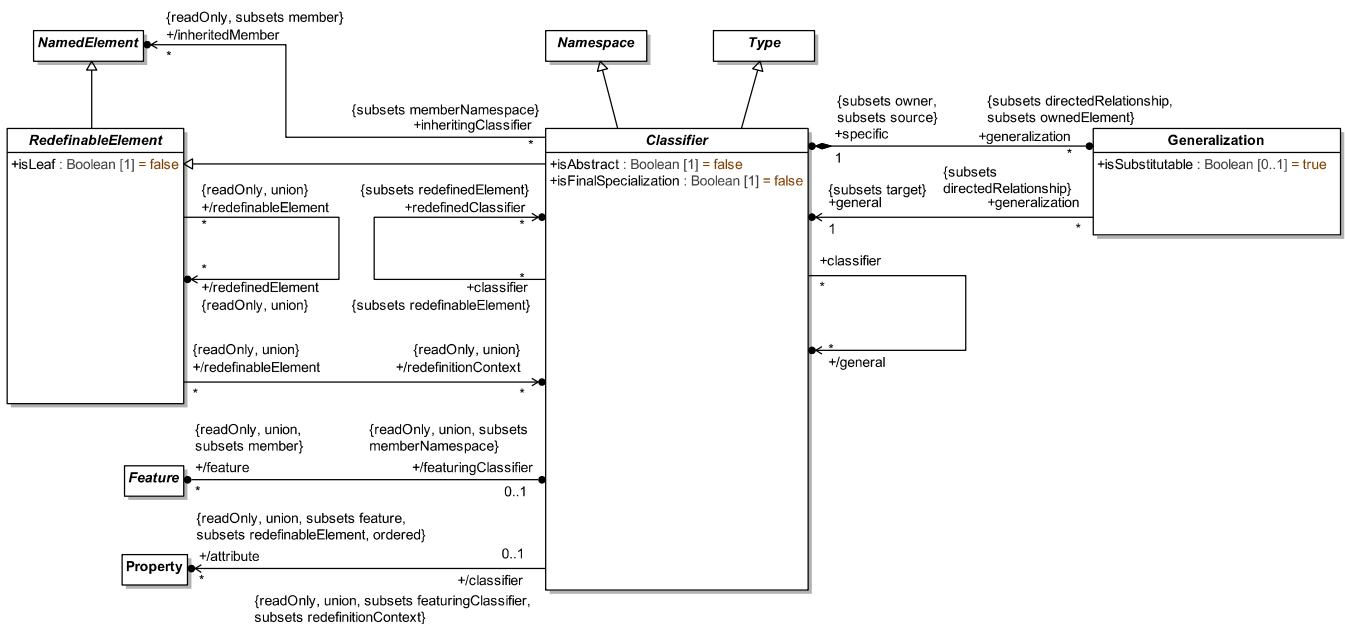 {readOnly, subsets member}
+/inheritedMember
*
NamedElement
Namespace
Type
{subsets memberNamespace}
+inheritingClassifier
*
{subsets owner,
subsets source}
+specific
1
{subsets directedRelationship,
subsets ownedElement}
+generalization
*
RedefinableElement
+isLeaf : Boolean [1] = false
Classifier
+isAbstract : Boolean [1] = false
+isFinalSpecialization : Boolean [1] = false
Generalization
+isSubstitutable : Boolean [0..1] = true
{readOnly, union}
+/redefinableElement
*
{subsets redefinedElement}
+redefinedClassifier
*
{subsets target}
+general
1
{subsets
directedRelationship}
+generalization
*
*
+/redefinedElement
{readOnly, union}
*
+classifier
{subsets redefinableElement}
+classifier
*
*
+/general
{readOnly, union}
+/redefinableElement
*
{readOnly, union}
+/redefinitionContext
*
{readOnly, union,
subsets member}
+/feature
*
{readOnly, union, subsets
memberNamespace}
+/featuringClassifier
0..1
Feature
{readOnly, union, subsets feature,
subsets redefinableElement, ordered}
+/attribute
*
0..1
+/classifier
Property
{readOnly, union, subsets featuringClassifier,
subsets redefinitionContext}